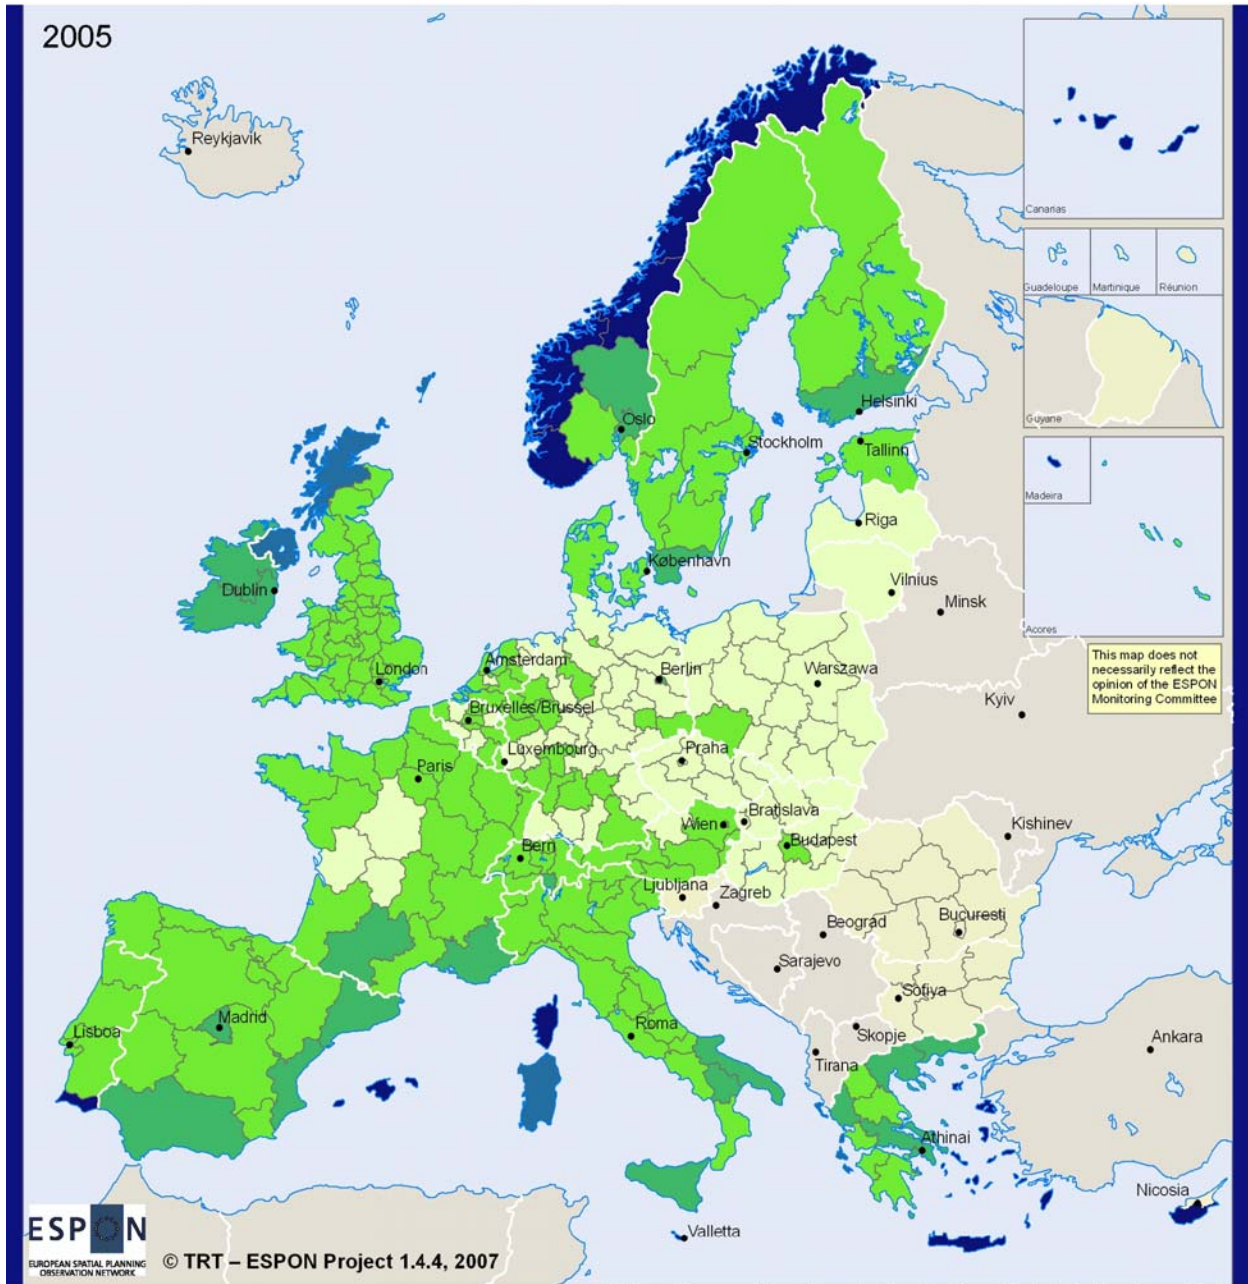 2005
Reykjavik
Canarias
Guadeloupe
Martinique
Réunion
Guyane
Madeira
Acores
Oslo
Helsinki
Stockholm
Tallinn
Riga
København
Vilnius
Minsk
Dublin
London
Amsterdam
Berlin
Warszawa
Bruxelles/Brussel
Kyiv
Luxembourg
Praha
Paris
Wien
Bratislava
Budapest
Kishinev
Bern
Ljubljana
Zagreb
Beograd
Bucuresti
Sarajevo
Sofiya
Madrid
Lisboa
Roma
Skopje
Tirana
Ankara
Athinai
Nicosia
Valletta
This map does not
necessarily reflect the
opinion of the ESPON
Monitoring Committee
ESPON
EUROPEAN SPATIAL PLANNING
OBSERVATION NETWORK
© TRT – ESPON Project 1.4.4, 2007